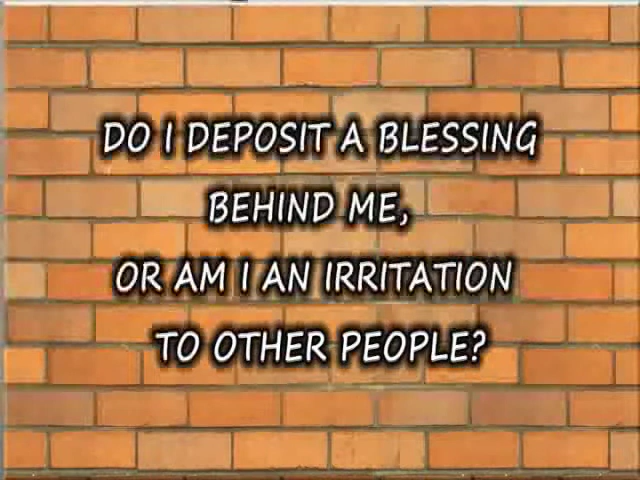 DO I DEPOSIT A BLESSING
BEHIND ME,
OR AM I AN IRRITATION
TO OTHER PEOPLE?